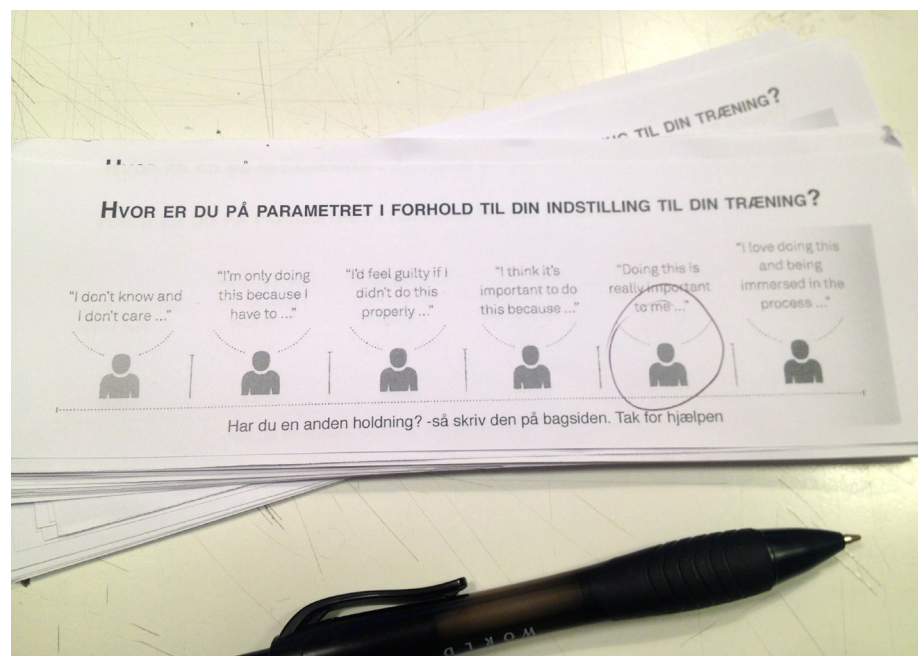 TIL DIN TRÆNING?
HVOR ER DU PÅ PARAMETRET I FORHOLD TIL DIN INDSTILLING TIL DIN TRÆNING?
"I don't know and
I don't care ..."
"I'm only doing
this because I
have to ..."
"I'd feel guilty if I
didn't do this
properly ..."
"I think it's
important to do
this because ..."
"Doing this is
really important
to me ..."
"I love doing this
and being
immersed in the
process ..."
Har du en anden holdning? -så skriv den på bagsiden. Tak for hjælpen
WORLD